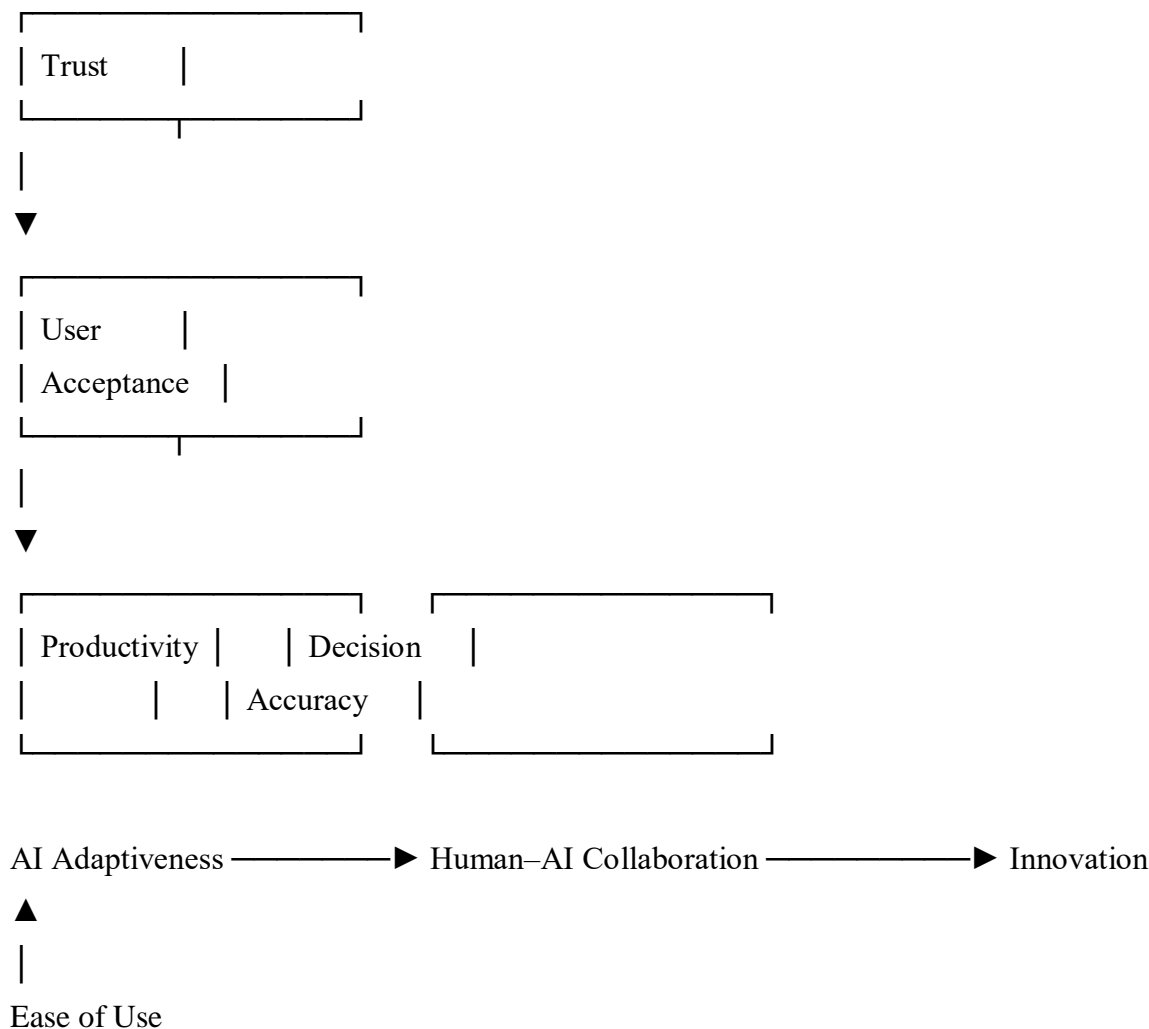 Trust
User
Acceptance
Productivity Decision
Accuracy
AI Adaptiveness ────────► Human–AI Collaboration ──────────► Innovation
▲
│
Ease of Use